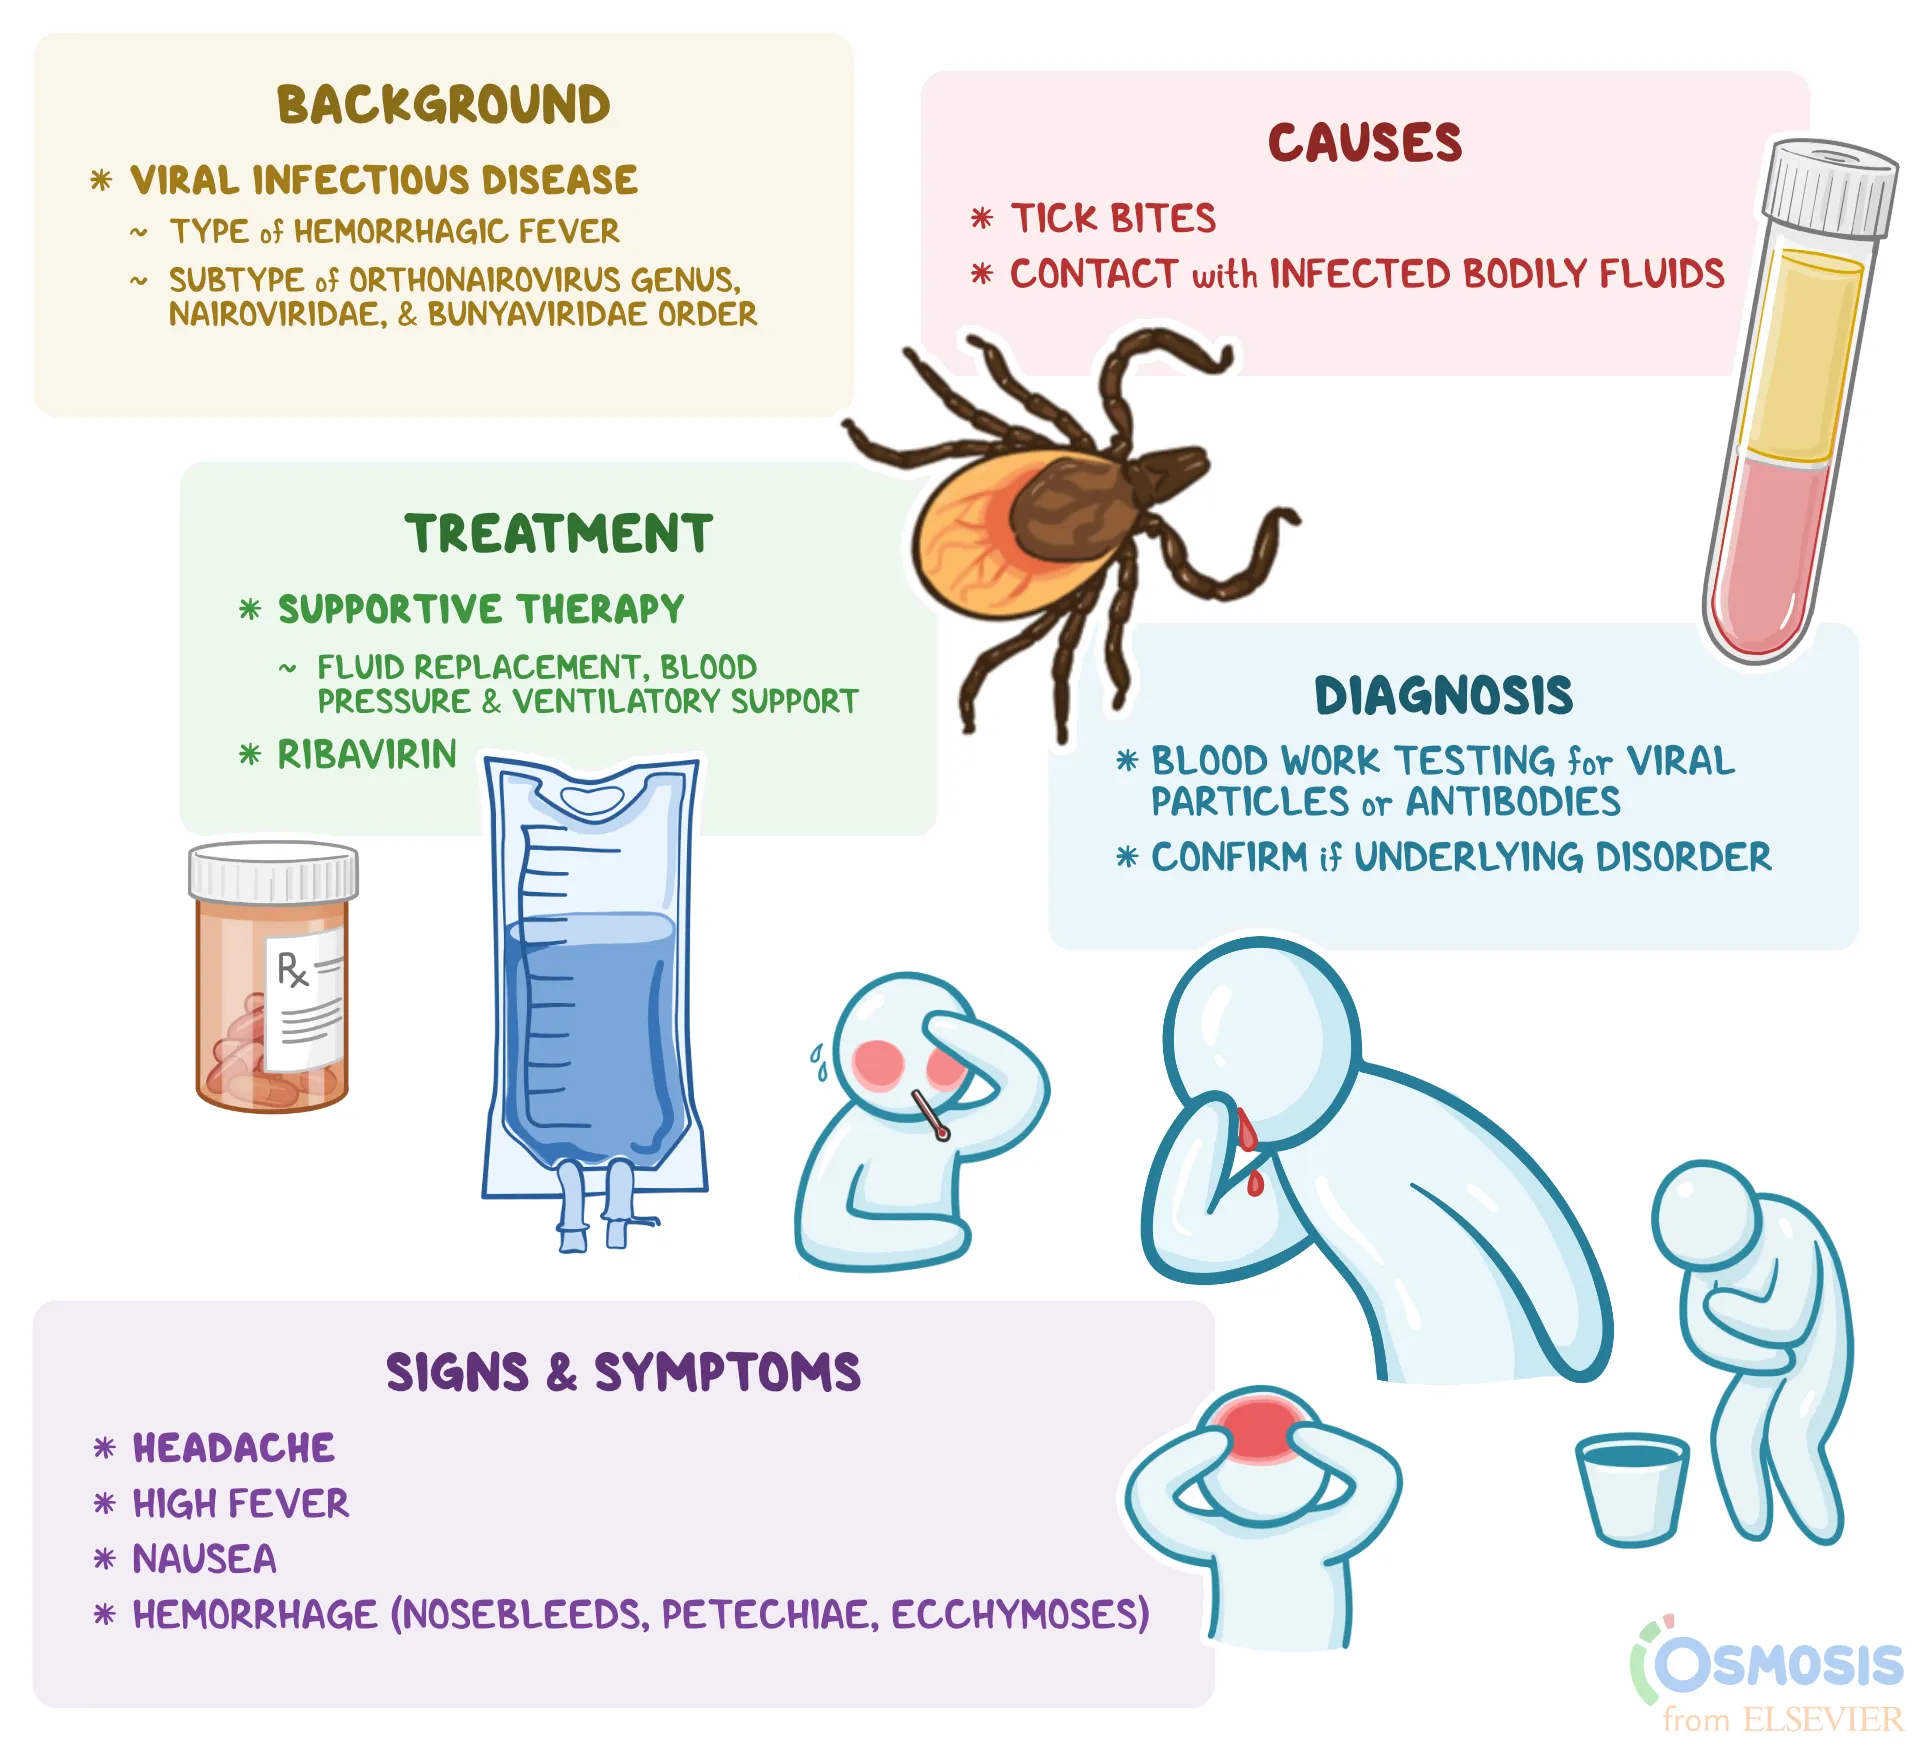 BACKGROUND
* VIRAL INFECTIOUS DISEASE
~ TYPE of HEMORRHAGIC FEVER
~ SUBTYPE of ORTHONAIROVIRUS GENUS,
NAIROVIRIDAE, & BUNYAVIRIDAE ORDER
CAUSES
* TICK BITES
* CONTACT with INFECTED BODILY FLUIDS
TREATMENT
* SUPPORTIVE THERAPY
~ FLUID REPLACEMENT, BLOOD
PRESSURE & VENTILATORY SUPPORT
* RIBAVIRIN
DIAGNOSIS
* BLOOD WORK TESTING for VIRAL
PARTICLES or ANTIBODIES
* CONFIRM if UNDERLYING DISORDER
Rx
SIGNS & SYMPTOMS
* HEADACHE
* HIGH FEVER
* NAUSEA
* HEMORRHAGE (NOSEBLEEDS, PETECHIAE, ECCHYMOSES)
OSMOSIS
from ELSEVIER